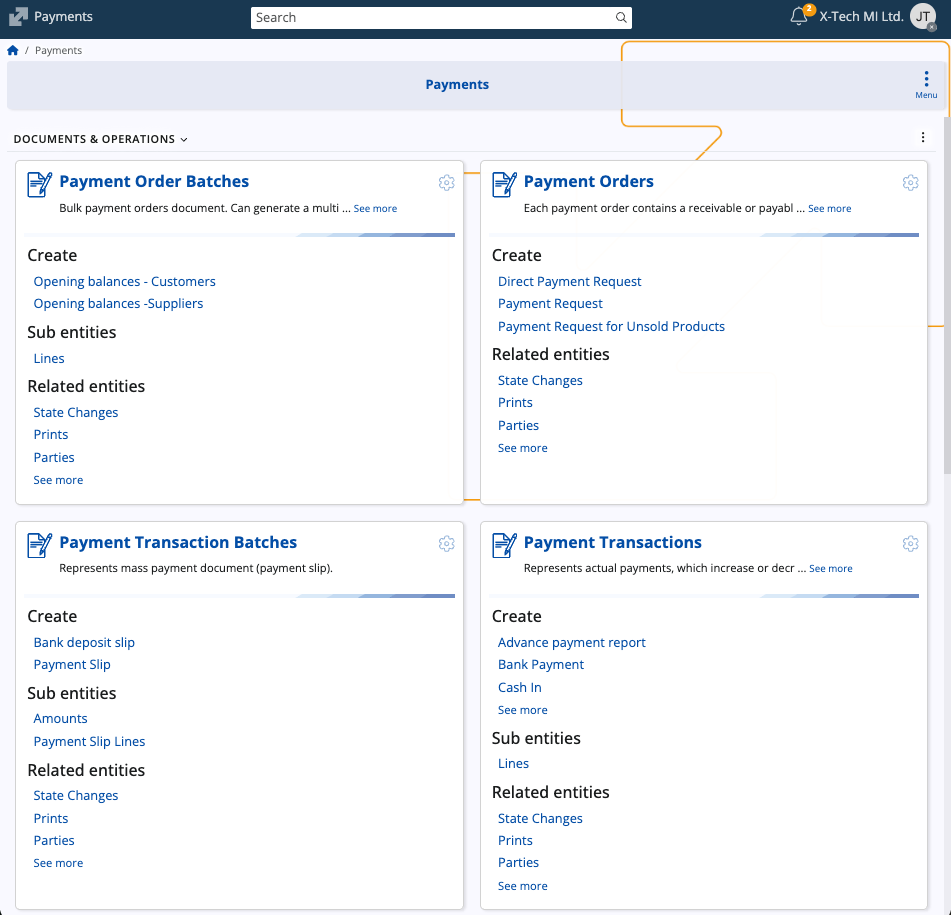 Payments
Search
2
X-Tech MI Ltd.
JT
/ Payments
Payments
Menu
DOCUMENTS & OPERATIONS
Payment Order Batches
Bulk payment orders document. Can generate a multi ... See more
Create
Opening balances - Customers
Opening balances -Suppliers
Sub entities
Lines
Related entities
State Changes
Prints
Parties
See more
Payment Orders
Each payment order contains a receivable or payabl ... See more
Create
Direct Payment Request
Payment Request
Payment Request for Unsold Products
Related entities
State Changes
Prints
Parties
See more
Payment Transaction Batches
Represents mass payment document (payment slip).
Create
Bank deposit slip
Payment Slip
Sub entities
Amounts
Payment Slip Lines
Related entities
State Changes
Prints
Parties
See more
Payment Transactions
Represents actual payments, which increase or decr ... See more
Create
Advance payment report
Bank Payment
Cash In
See more
Sub entities
Lines
Related entities
State Changes
Prints
Parties
See more